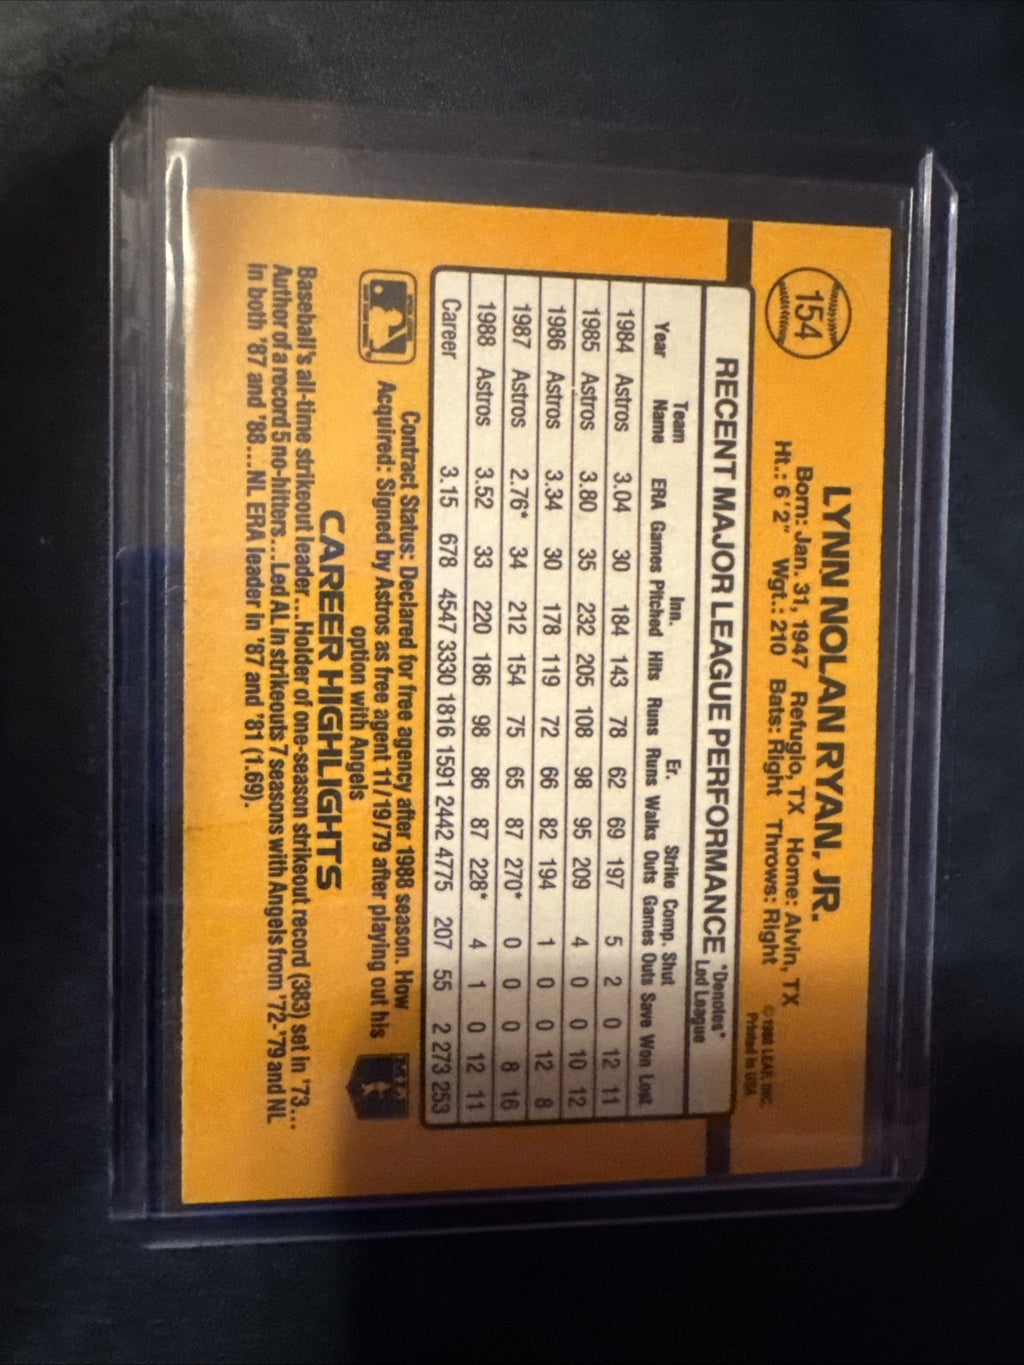 154
LYNN NOLAN RYAN, JR.
Born: Jan. 31, 1947 Refugio, TX Home: Alvin, TX
Ht.: 6'2" Wgt.: 210 Bats: Right Throws: Right
© 1988 LEAF, INC.
Printed in USA
RECENT MAJOR LEAGUE PERFORMANCE *Denotes*
Led League
Team Inn. Er. Strike Comp. Shut
Year Name ERA Games Pitched Hits Runs Runs Walks Outs Games Outs Save Won Lost
1984 Astros 3.04 30 184 143 78 62 69 197 5 2 0 12 11
1985 Astros 3.80 35 232 205 108 98 95 209 4 0 0 10 12
1986 Astros 3.34 30 178 119 72 66 82 194 1 0 0 12 8
1987 Astros 2.76* 34 212 154 75 65 87 270* 0 0 0 8 16
1988 Astros 3.52 33 220 186 98 86 87 228* 4 1 0 12 11
Career 3.15 678 4547 3330 1816 1591 2442 4775 207 55 2 273 253
Contract Status: Declared for free agency after 1988 season. How
Acquired: Signed by Astros as free agent 11/19/79 after playing out his
option with Angels
CAREER HIGHLIGHTS
Baseball's all-time strikeout leader...Holder of one-season strikeout record (383) set in '73...
Author of a record 5 no-hitters...Led AL in strikeouts 7 seasons with Angels from '72-'79 and NL
in both '87 and '88...NL ERA leader in '87 and '81 (1.69).